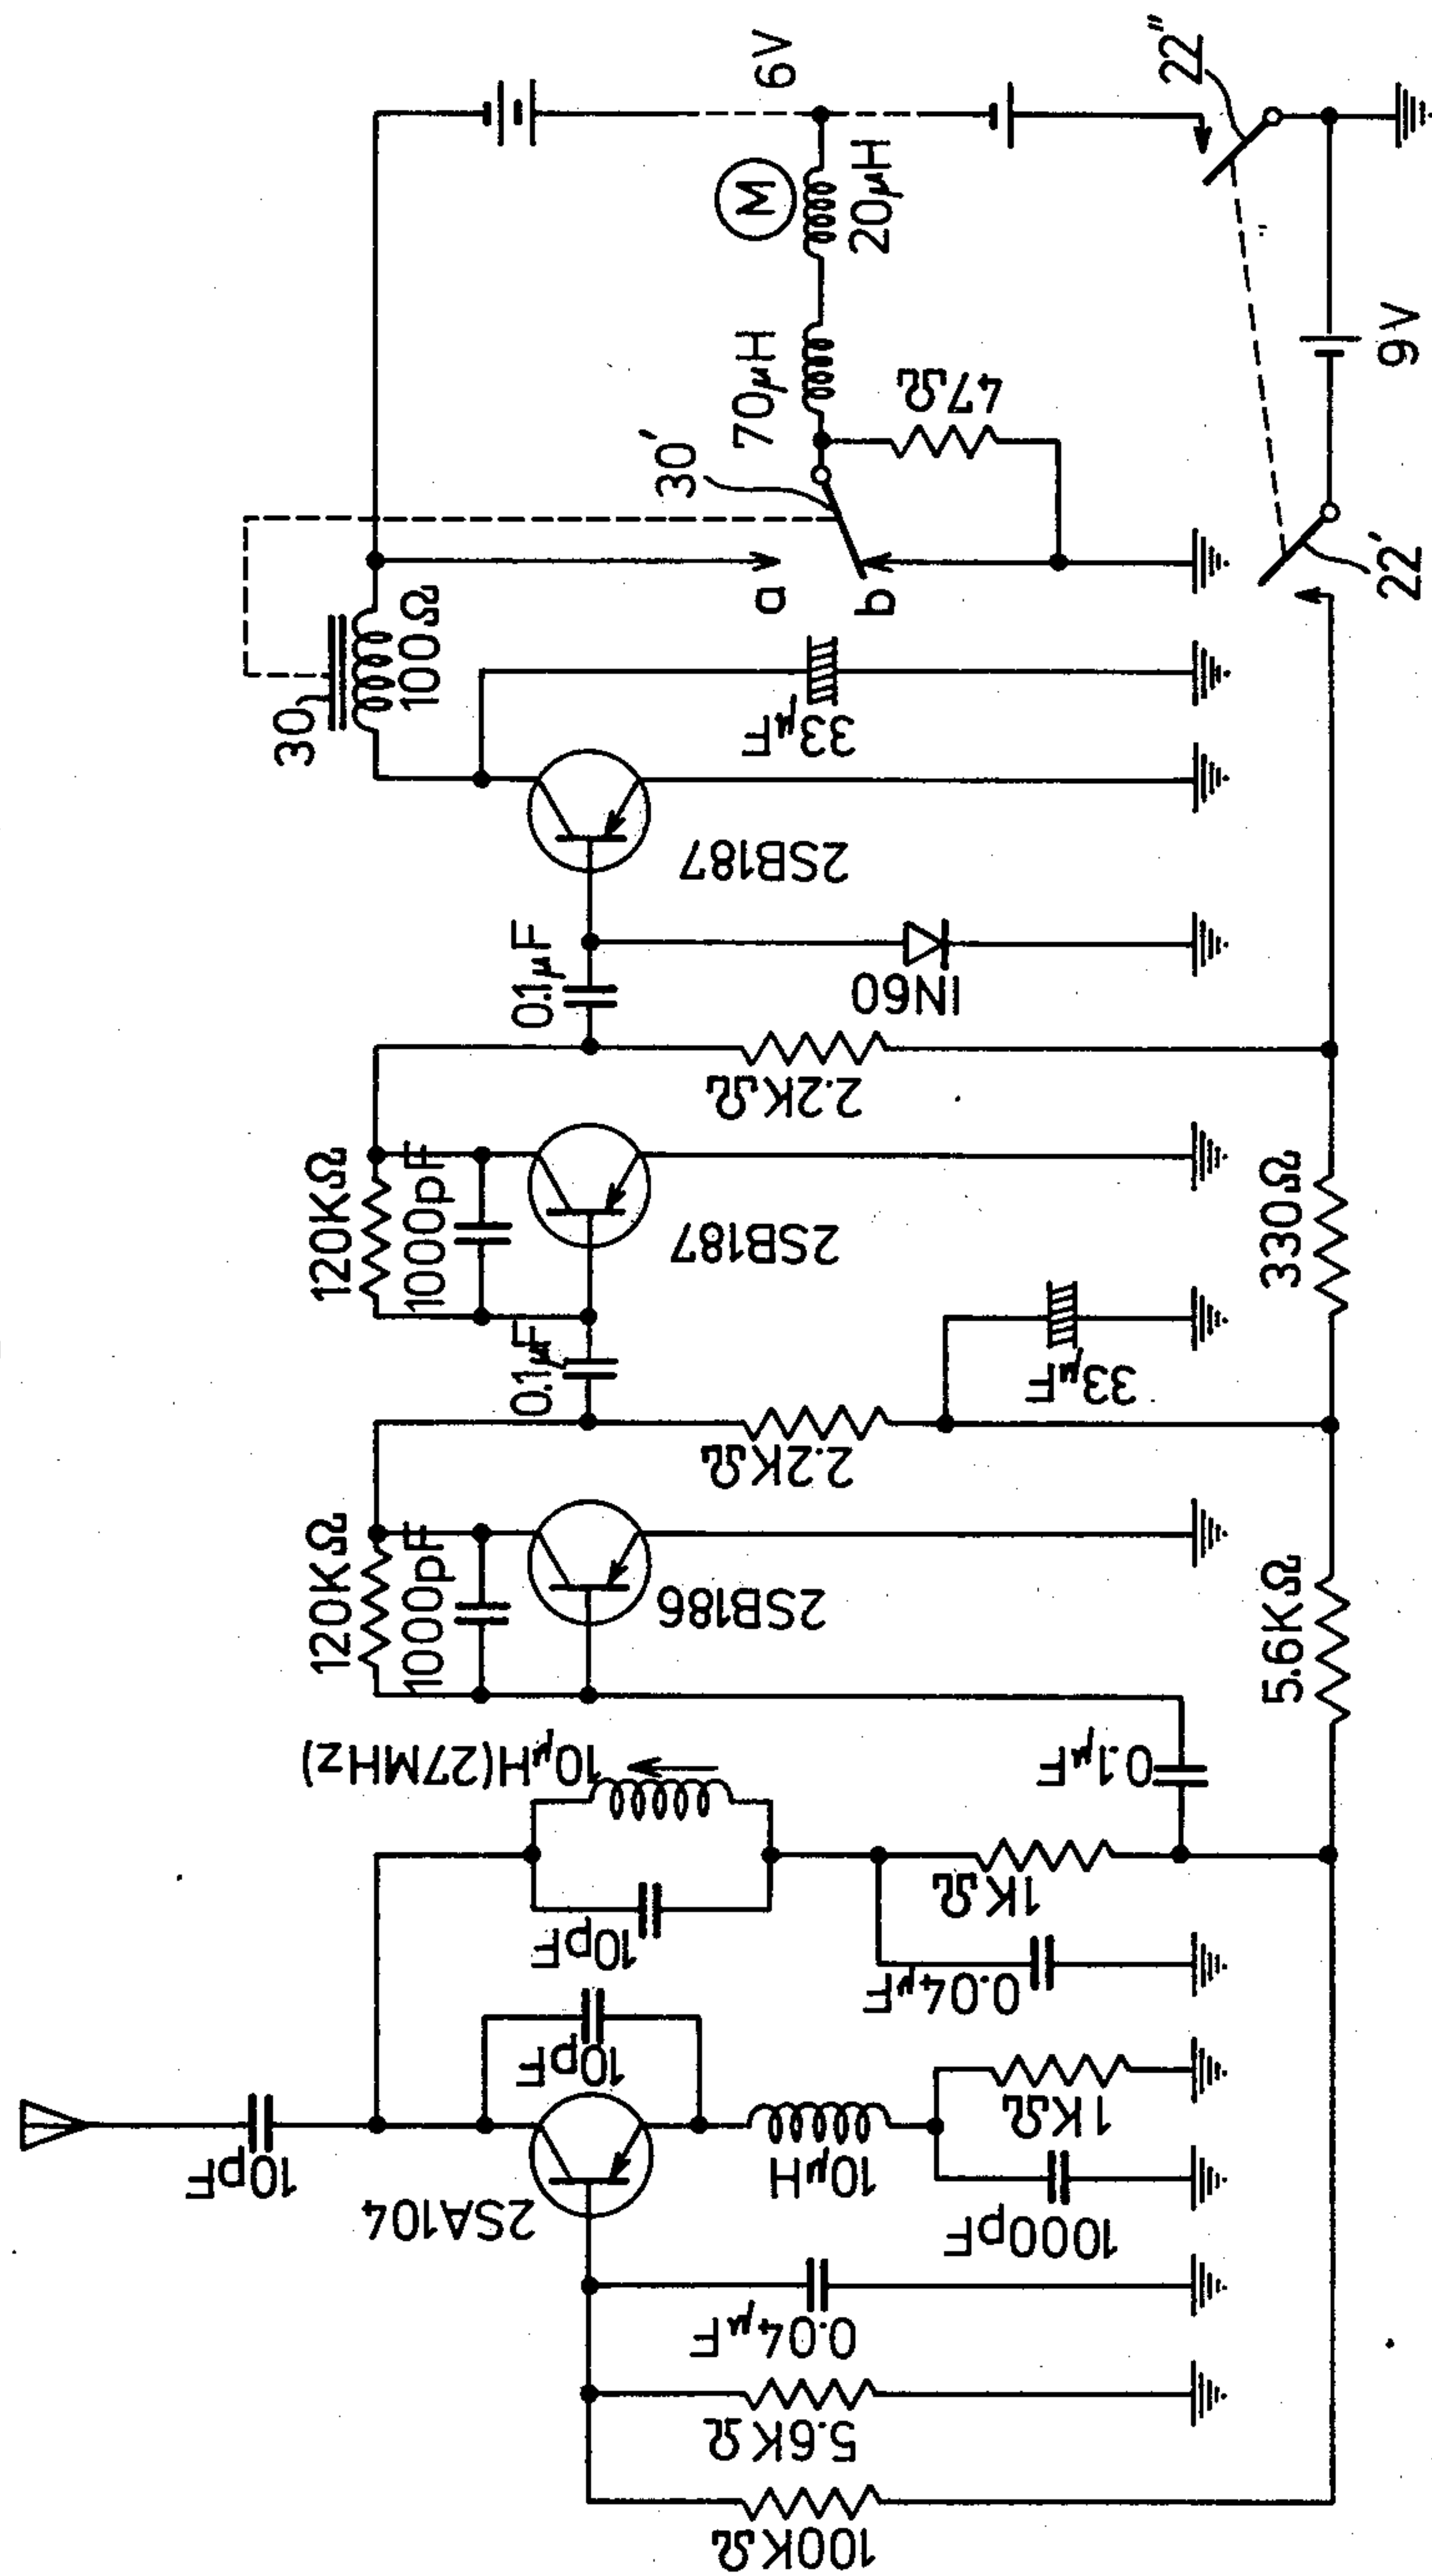 10pF
2SA104
100KΩ
5.6KΩ
0.04μF
10μH
1000pF
1KΩ
10pF
10pF
10μH(27MHz)
0.04μF
1KΩ
0.1μF
5.6KΩ
120KΩ
1000pF
2SB186
2.2KΩ
33μF
330Ω
0.1μF
120KΩ
1000pF
2SB187
2.2KΩ
0.1μF
IN60
2SB187
33μF
30
100Ω
a
b
30'
47Ω
70μH
20μH
M
6V
22'
9V
22"